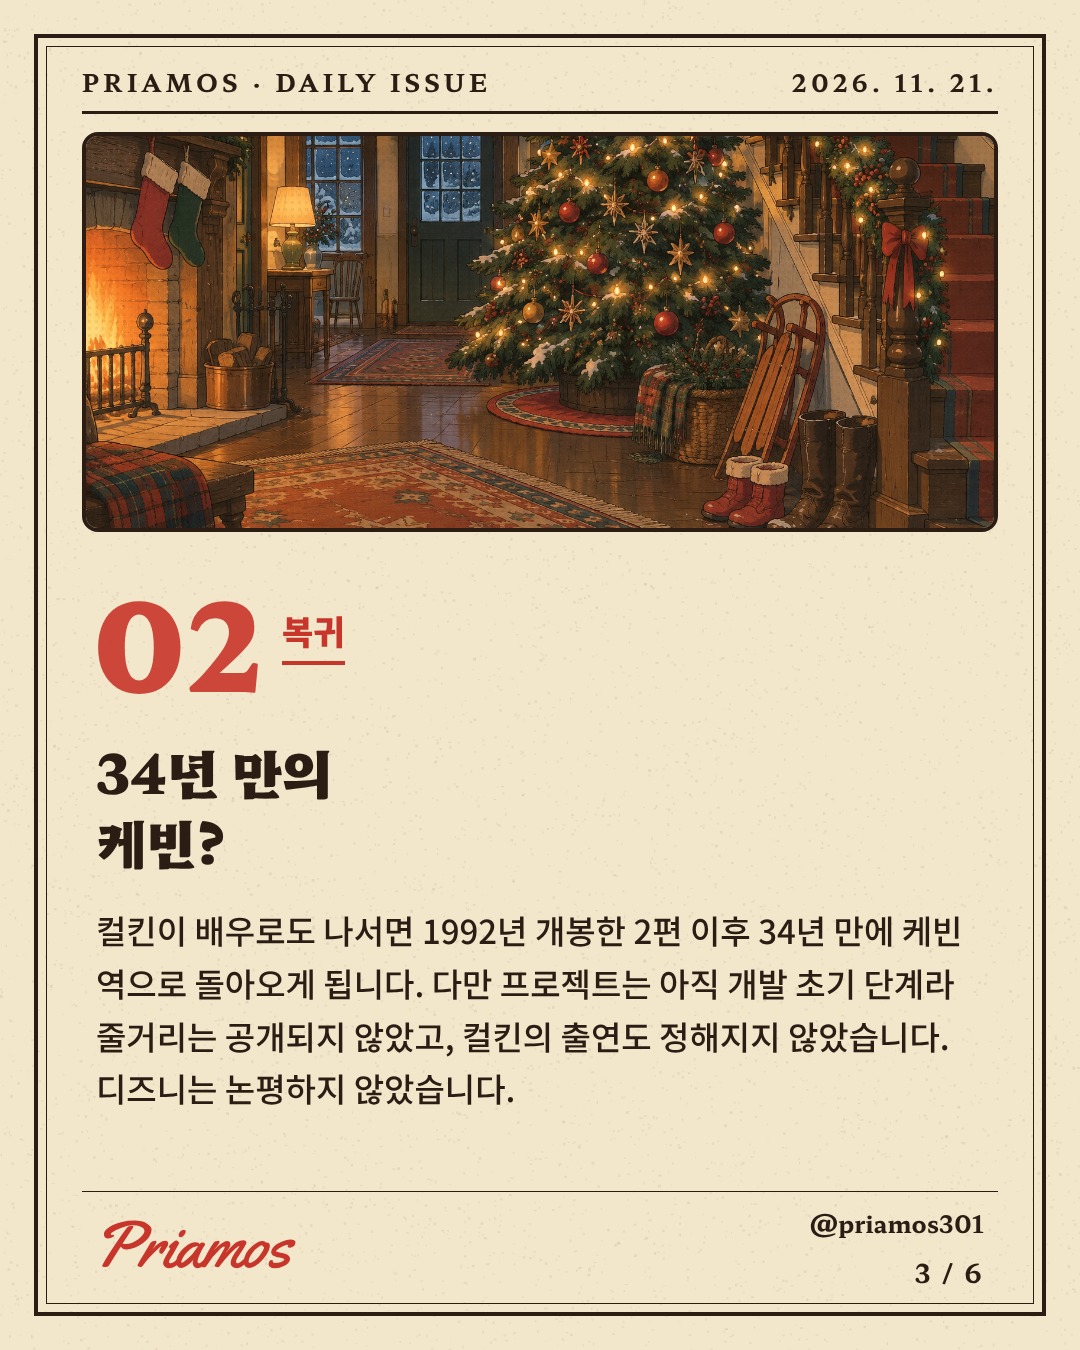 PRIAMOS · DAILY ISSUE
2026. 11. 21.
02 복귀
34년 만의
케빈?
컬킨이 배우로도 나서면 1992년 개봉한 2편 이후 34년 만에 케빈
역으로 돌아오게 됩니다. 다만 프로젝트는 아직 개발 초기 단계라
줄거리는 공개되지 않았고, 컬킨의 출연도 정해지지 않았습니다.
디즈니는 논평하지 않았습니다.
Priamos
@priamos301
3 / 6